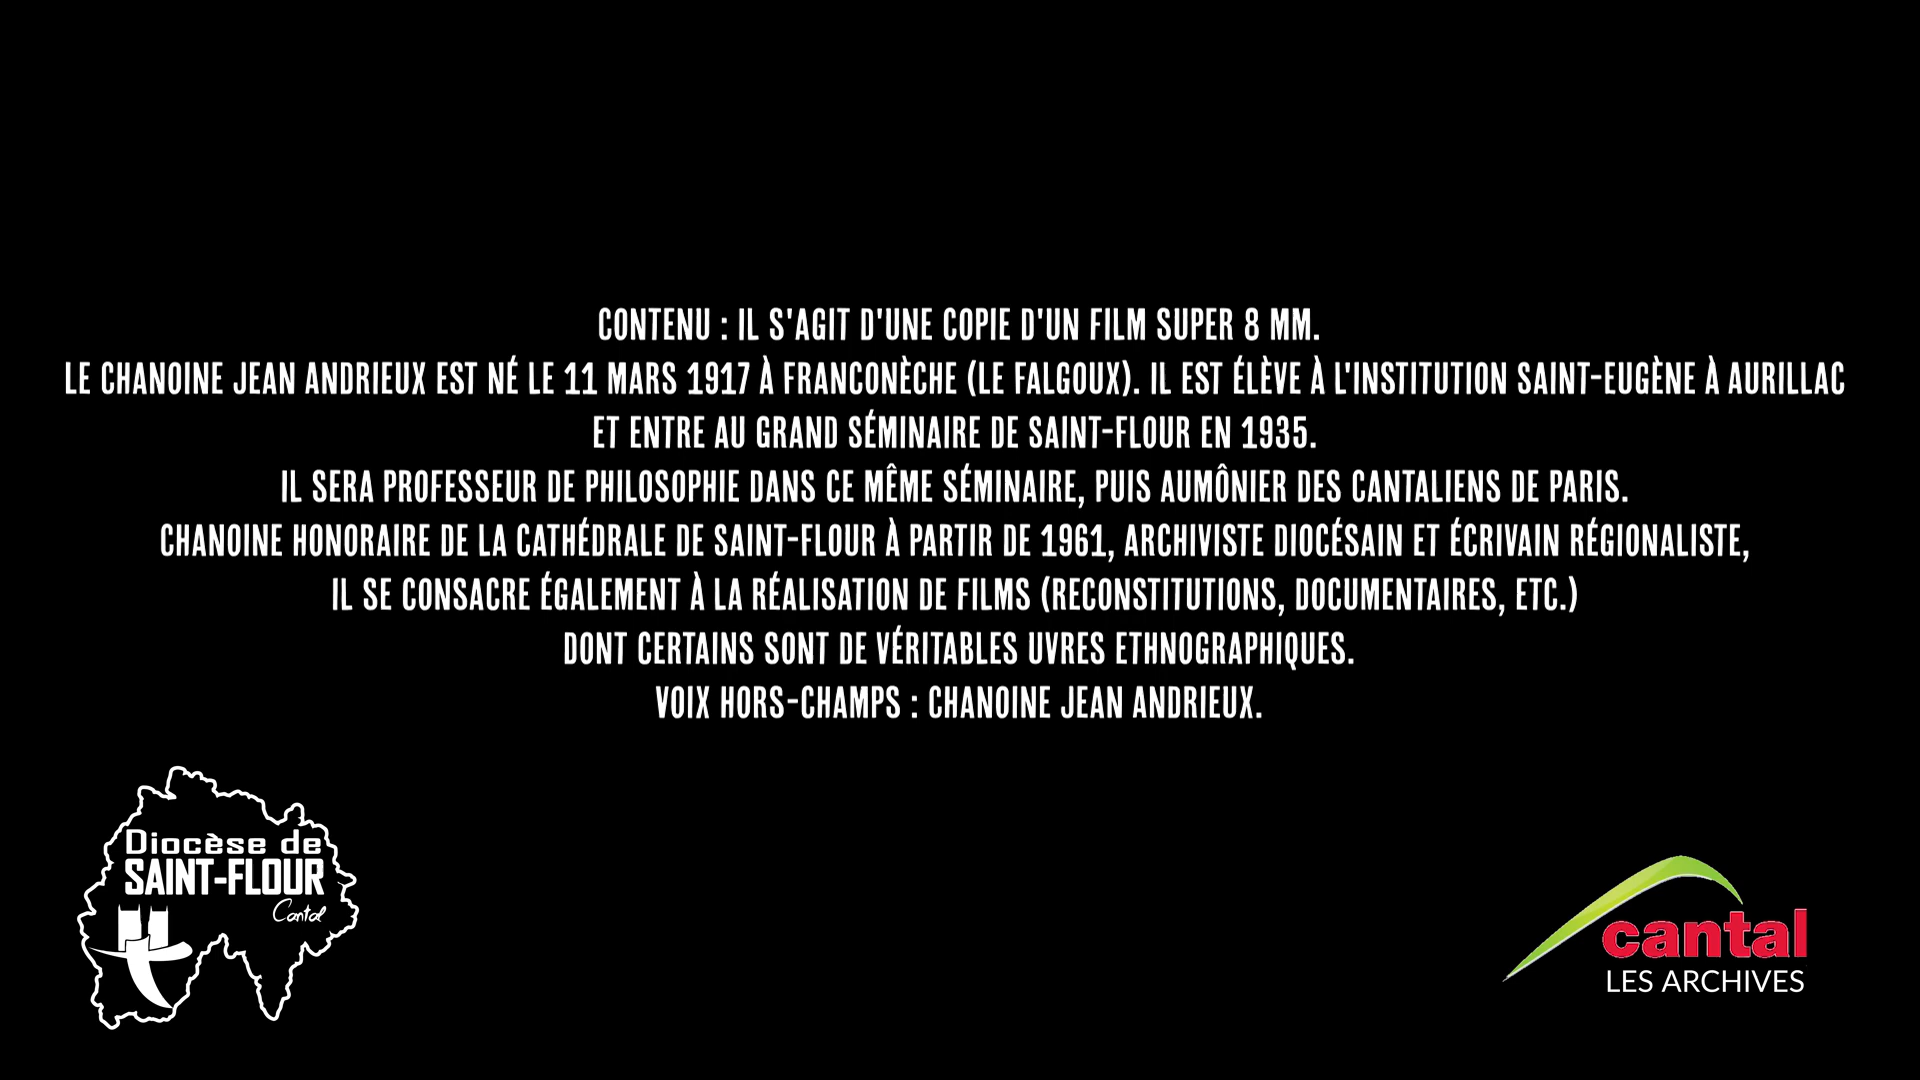 CONTENU : IL S'AGIT D'UNE COPIE D'UN FILM SUPER 8 MM.
LE CHANOINE JEAN ANDRIEUX EST NÉ LE 11 MARS 1917 À FRANCONÈCHE (LE FALGOUX). IL EST ÉLÈVE À L'INSTITUTION SAINT-EUGÈNE À AURILLAC
ET ENTRE AU GRAND SÉMINAIRE DE SAINT-FLOUR EN 1935.
IL SERA PROFESSEUR DE PHILOSOPHIE DANS CE MÊME SÉMINAIRE, PUIS AUMÔNIER DES CANTALIENS DE PARIS.
CHANOINE HONORAIRE DE LA CATHÉDRALE DE SAINT-FLOUR À PARTIR DE 1961, ARCHIVISTE DIOCÉSAIN ET ÉCRIVAIN RÉGIONALISTE,
IL SE CONSACRE ÉGALEMENT À LA RÉALISATION DE FILMS (RECONSTITUTIONS, DOCUMENTAIRES, ETC.)
DONT CERTAINS SONT DE VÉRITABLES UVRES ETHNOGRAPHIQUES.
VOIX HORS-CHAMPS : CHANOINE JEAN ANDRIEUX.
Diocèse de
SAINT-FLOUR
Cantal
cantal
LES ARCHIVES